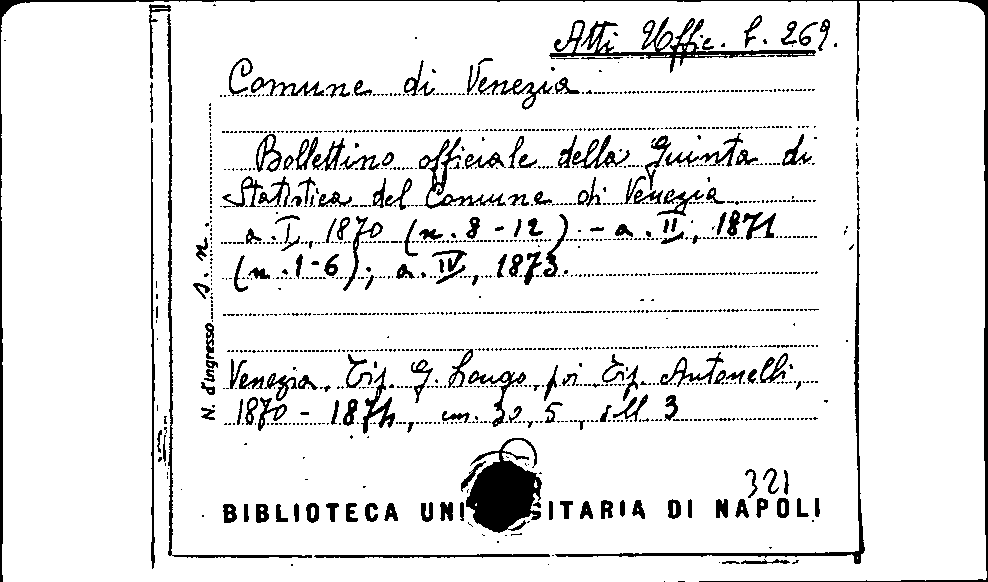 Atti Uffic. f. 269.
Comune di Venezia.
Bollettino officiale della Guinta di
Statistica del Comune di Venezia
a. I, 1870 (n. 8-12) - a. II, 1871
(n. 1-6); a. IV, 1873.
Venezia, Tip. G. Longo, poi Tip. Antonelli,
1870 - 1874, cm. 30,5, ill 3
N. d'ingresso s. n.
321
BIBLIOTECA UNI SITARIA DI NAPOLI